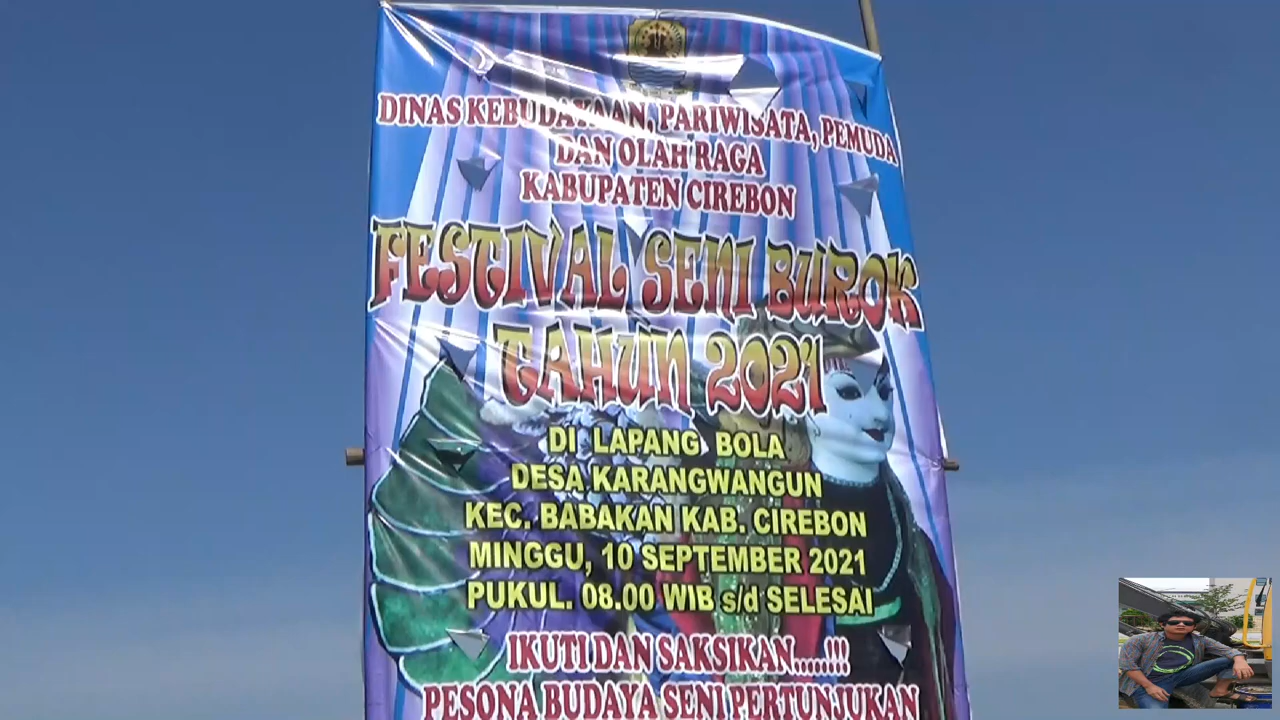 DINAS KEBUDAYAAN, PARIWISATA, PEMUDA
DAN OLAH RAGA
KABUPATEN CIREBON
FESTIVAL SENI BUROK
TAHUN 2021
DI LAPANG BOLA
DESA KARANGWANGUN
KEC. BABAKAN KAB. CIREBON
MINGGU, 10 SEPTEMBER 2021
PUKUL. 08.00 WIB s/d SELESAI
IKUTI DAN SAKSIKAN.....!!!
PESONA BUDAYA SENI PERTUNJUKAN